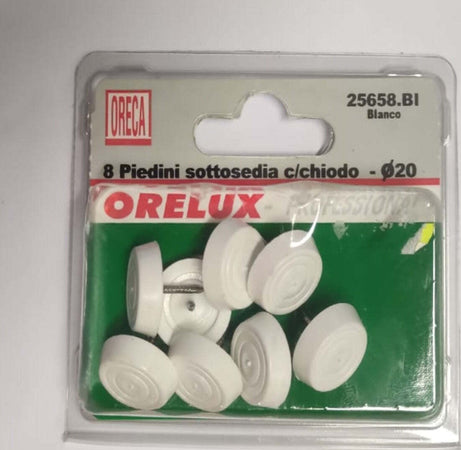 ORECA
25658.BI
Bianco
8 Piedini sottosedia c/chiodo - Ø20
ORELUX - PROFESSIONAL